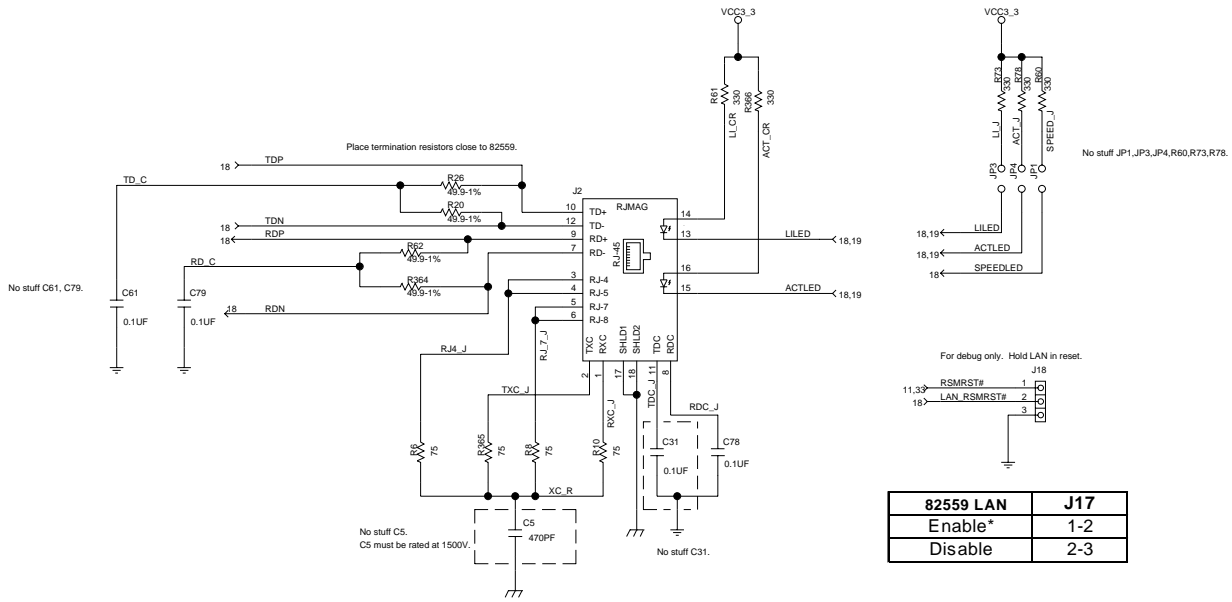 VCC3_3
VCC3_3
R61
330
R366
330
LI_CR
ACT_CR
R73
330
R78
330
R60
330
LI_J
ACT_J
SPEED_J
JP3
JP4
JP1
No stuff JP1,JP3,JP4,R60,R73,R78.
Place termination resistors close to 82559.
18
TDP
TD_C
R26
49.9-1%
R20
49.9-1%
18
TDN
18
RDP
R62
49.9-1%
RD_C
R364
49.9-1%
18
RDN
No stuff C61, C79.
C61
0.1UF
C79
0.1UF
J2
RJMAG
RJ-45
10
TD+
12
TD-
9
RD+
7
RD-
3
RJ-4
4
RJ-5
5
RJ-7
6
RJ-8
14
13
LILED
18,19
16
15
ACTLED
18,19
TXC
RXC
SHLD1
SHLD2
TDC
RDC
2
1
17
18
11
8
18,19
LILED
18,19
ACTLED
18
SPEEDLED
RJ4_J
RJ_7_J
TXC_J
RXC_J
TDC_J
RDC_J
R6
75
R365
75
R8
75
R10
75
C31
0.1UF
C78
0.1UF
XC_R
No stuff C5.
C5 must be rated at 1500V.
C5
470PF
No stuff C31.
For debug only. Hold LAN in reset.
J18
11,33
RSMRST#
1
18
LAN_RSMRST#
2
3
82559 LAN J17
Enable* 1-2
Disable 2-3